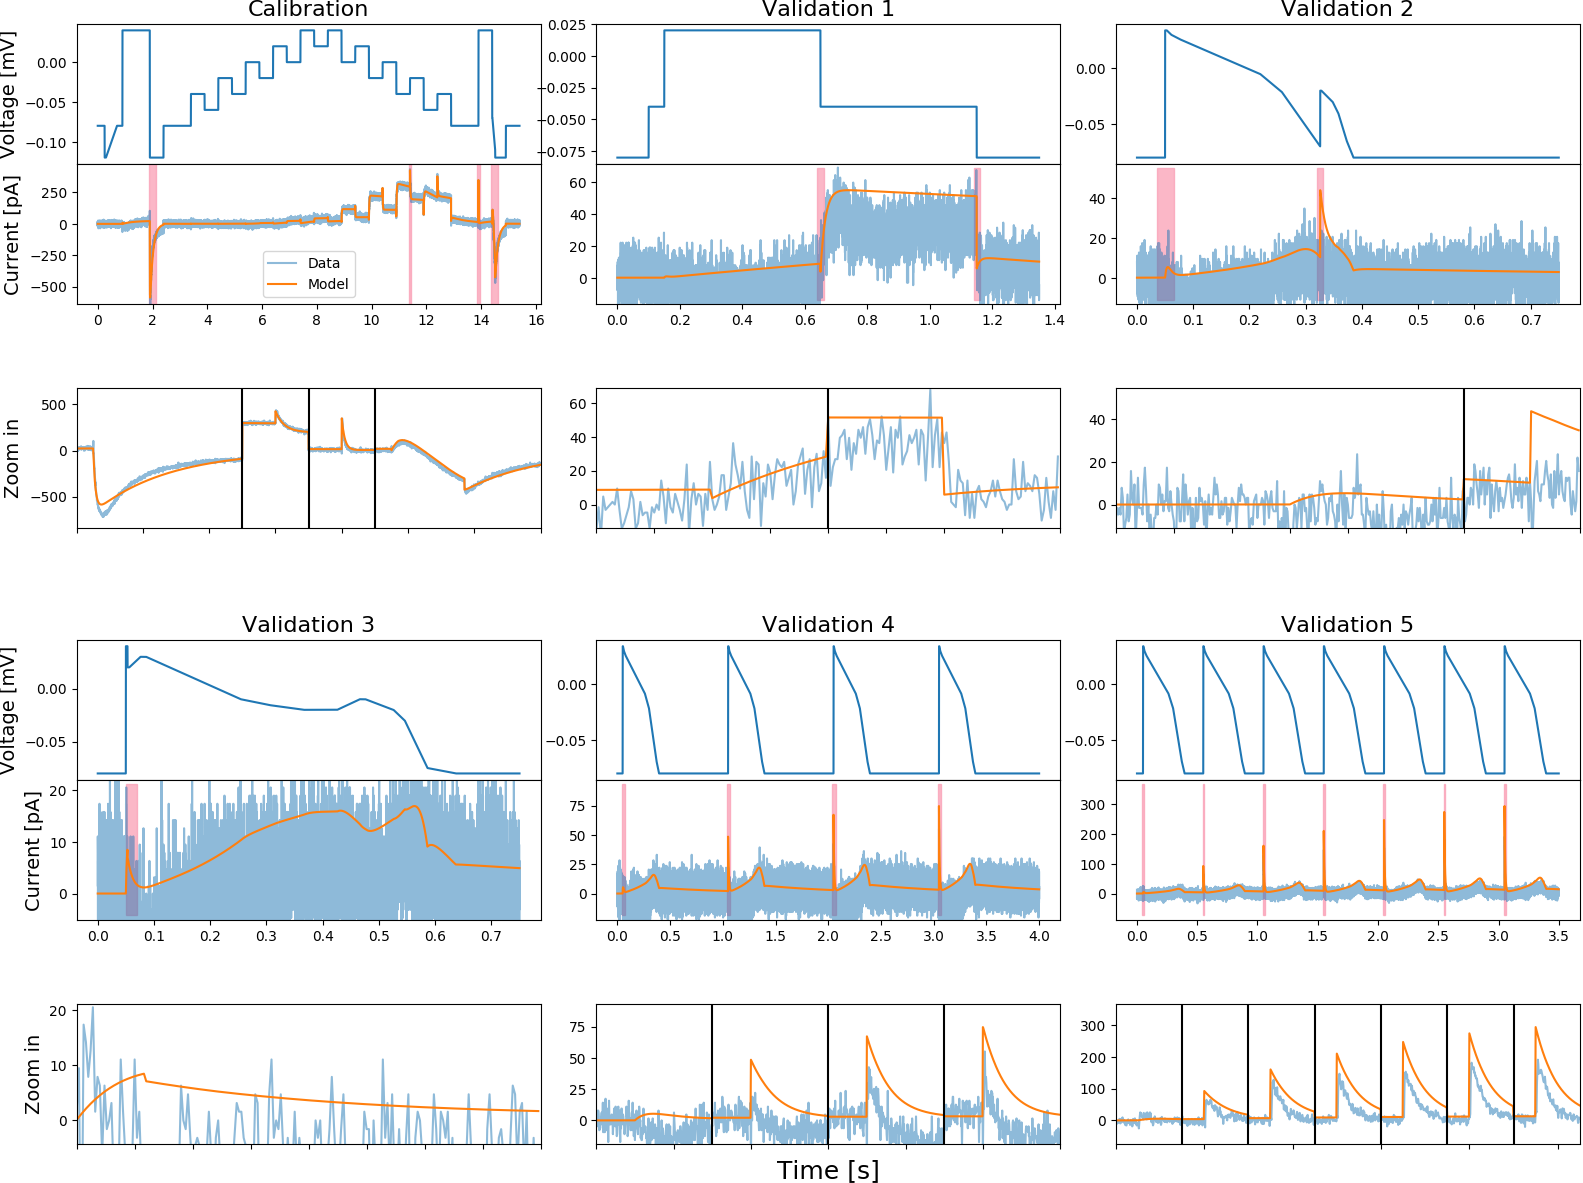 Calibration
Validation 1
Validation 2
Voltage [mV]
0.00
−0.05
−0.10
0.025
0.000
−0.025
−0.050
−0.075
0.00
−0.05
Current [pA]
250
0
−250
−500
Data
Model
60
40
20
0
40
20
0
0 2 4 6 8 10 12 14 16
0.0 0.2 0.4 0.6 0.8 1.0 1.2 1.4
0.0 0.1 0.2 0.3 0.4 0.5 0.6 0.7
Zoom in
500
0
−500
60
40
20
0
40
20
0
Validation 3
Validation 4
Validation 5
Voltage [mV]
0.00
−0.05
0.00
−0.05
0.00
−0.05
Current [pA]
20
10
0
75
50
25
0
300
200
100
0
0.0 0.1 0.2 0.3 0.4 0.5 0.6 0.7
0.0 0.5 1.0 1.5 2.0 2.5 3.0 3.5 4.0
0.0 0.5 1.0 1.5 2.0 2.5 3.0 3.5
Zoom in
20
10
0
75
50
25
0
300
200
100
0
Time [s]